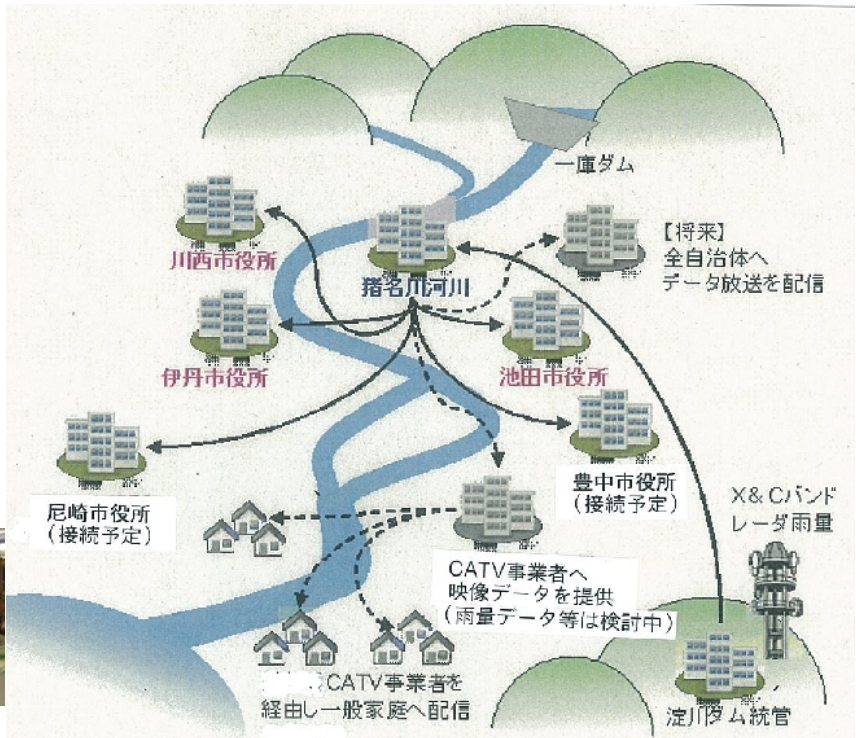 一庫ダム
川西市役所
猪名川河川
【将来】
全自治体へ
データ放送を配信
伊丹市役所
池田市役所
尼崎市役所
(接続予定)
豊中市役所
(接続予定)
X&Cバンド
レーダ雨量
CATV事業者へ
映像データを提供
(雨量データ等は検討中)
CATV事業者を
経由し一般家庭へ配信
淀川ダム統管